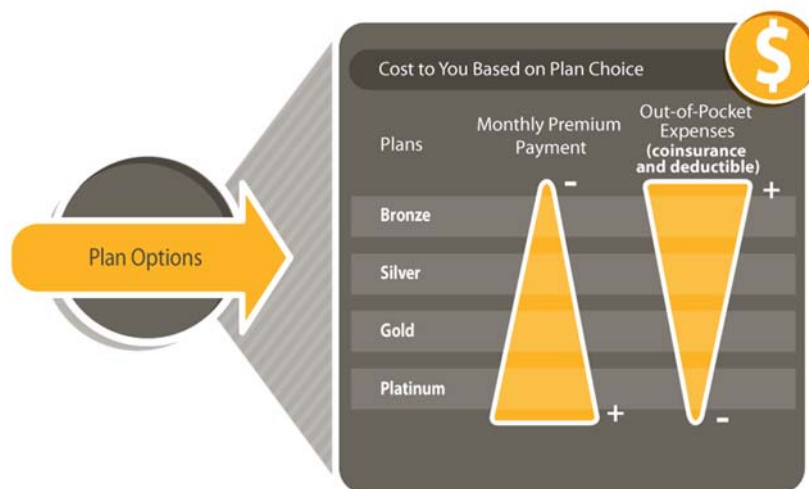 $
Cost to You Based on Plan Choice
Plans
Monthly Premium
Payment
Out-of-Pocket
Expenses
(coinsurance
and deductible)
- +
Bronze
Plan Options
Silver
Gold
Platinum
+ -